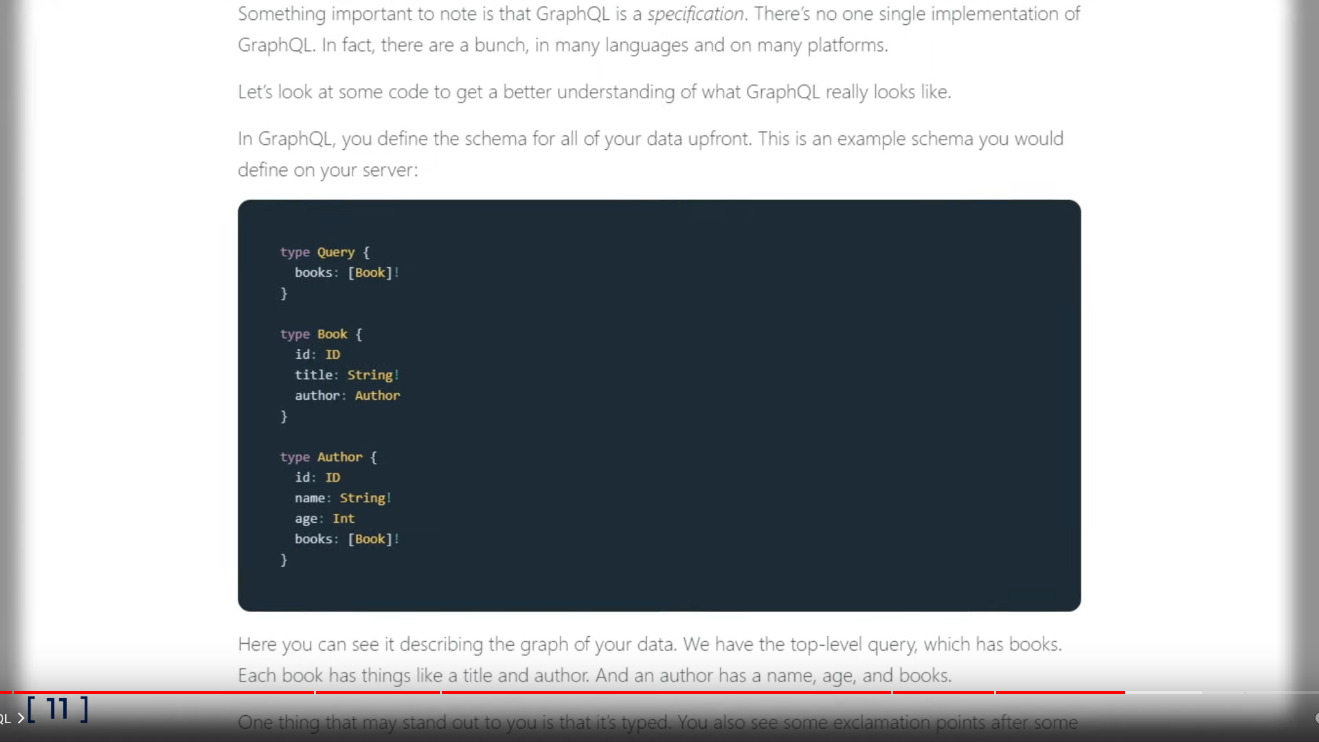 Something important to note is that GraphQL is a specification. There's no one single implementation of
GraphQL. In fact, there are a bunch, in many languages and on many platforms.
Let's look at some code to get a better understanding of what GraphQL really looks like.
In GraphQL, you define the schema for all of your data upfront. This is an example schema you would
define on your server:
type Query {
  books: [Book]!
}
type Book {
  id: ID
  title: String!
  author: Author
}
type Author {
  id: ID
  name: String!
  age: Int
  books: [Book]!
}
Here you can see it describing the graph of your data. We have the top-level query, which has books.
Each book has things like a title and author. And an author has a name, age, and books.
[ 11 ]
QL >
One thing that may stand out to you is that it's typed. You also see some exclamation points after some